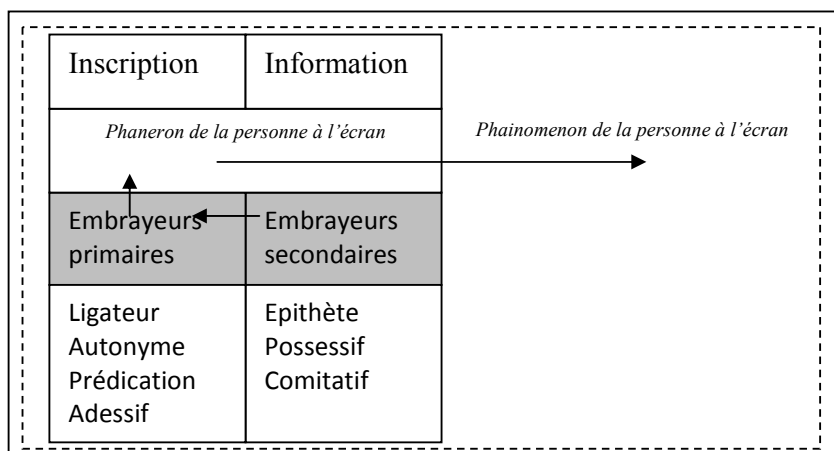 Inscription Information
Phaneron de la personne à l’écran Phainomenon de la personne à l’écran
Embrayeurs primaires
Embrayeurs secondaires
Ligateur
Autonyme
Prédication
Adessif
Epithète
Possessif
Comitatif